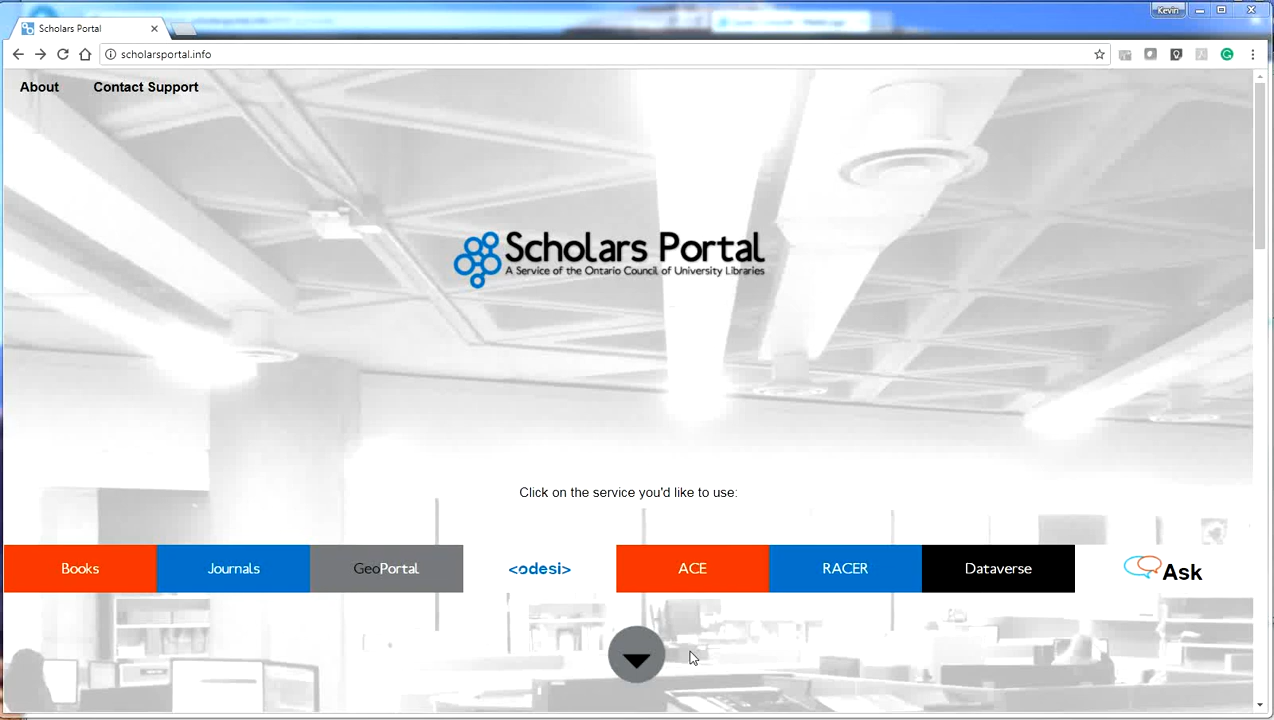 Kevin
Scholars Portal
scholarsportal.info
About
Contact Support
Scholars Portal
A Service of the Ontario Council of University Libraries
Click on the service you'd like to use:
Books
Journals
GeoPortal
<odesi>
ACE
RACER
Dataverse
Ask